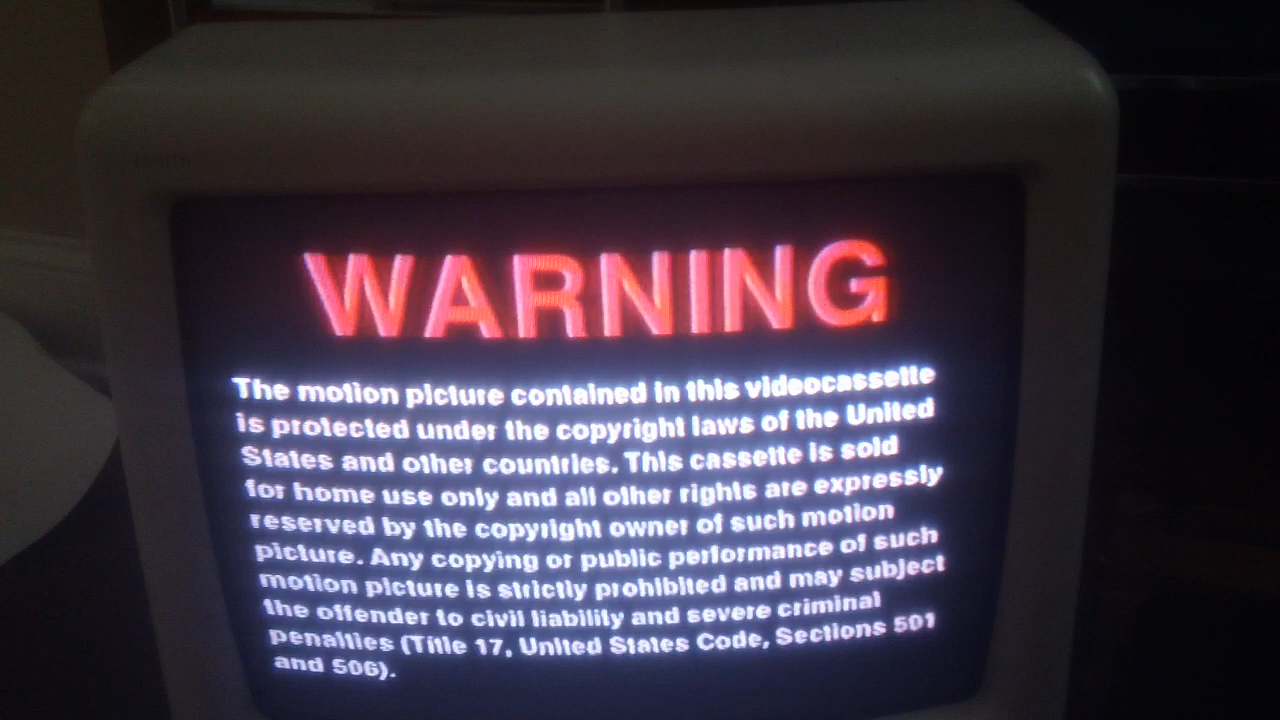 WARNING
The motion picture contained in this videocassette
is protected under the copyright laws of the United
States and other countries. This cassette is sold
for home use only and all other rights are expressly
reserved by the copyright owner of such motion
picture. Any copying or public performance of such
motion picture is strictly prohibited and may subject
the offender to civil liability and severe criminal
penalties (Title 17, United States Code, Sections 501
and 506).